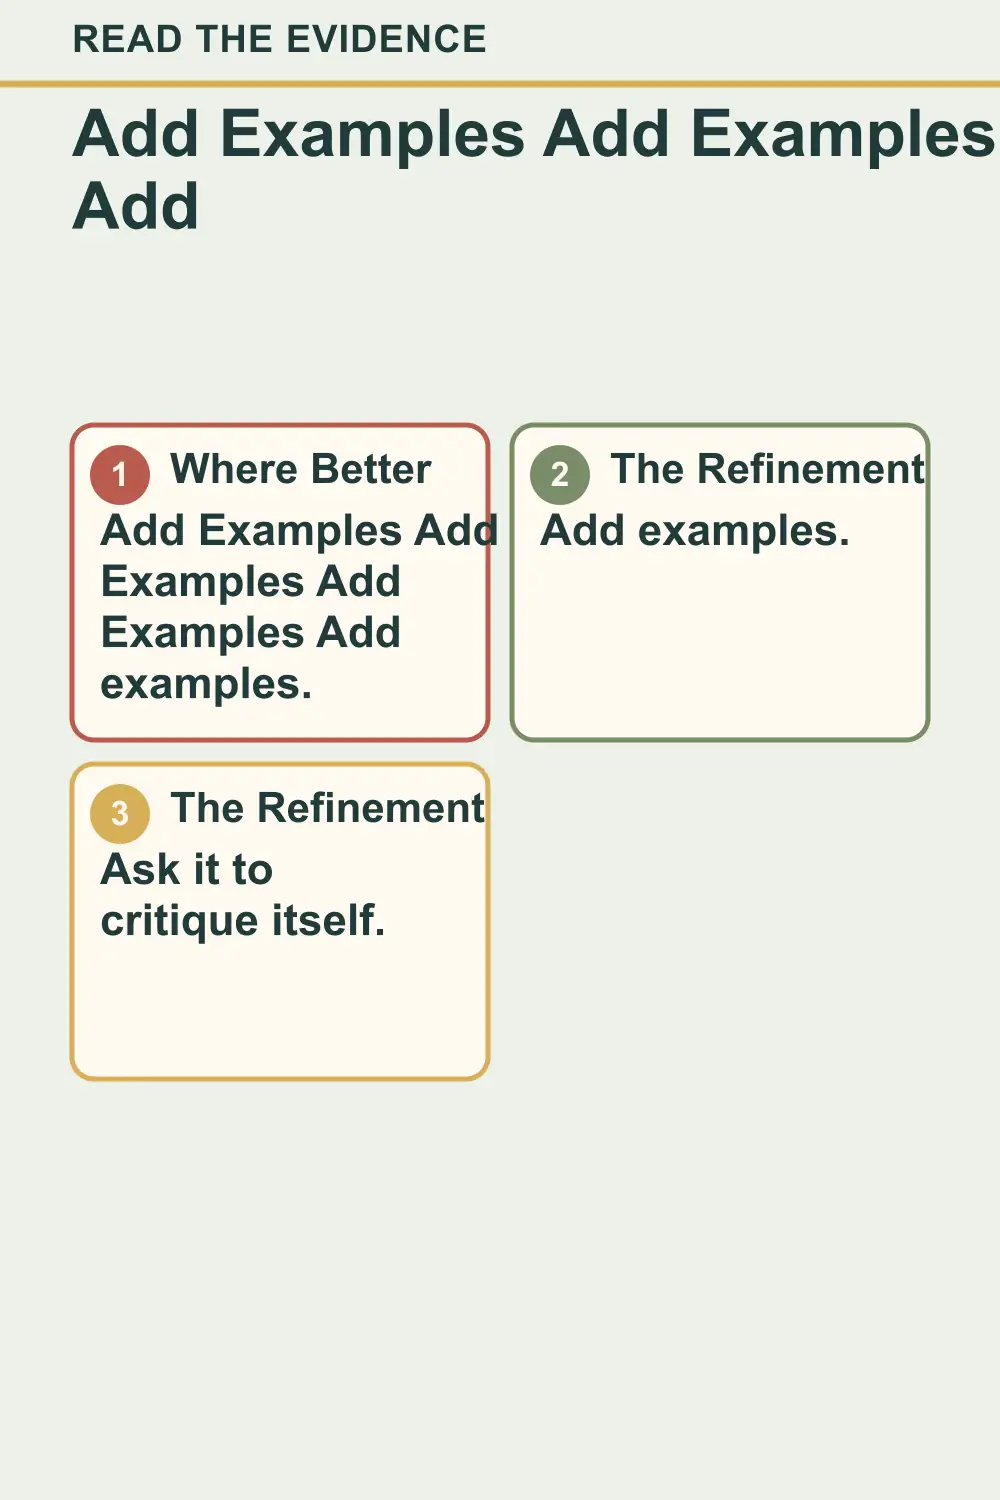 READ THE EVIDENCE
Add Examples Add Examples
Add
1
Where Better
Add Examples Add
Examples Add
Examples Add
examples.
2
The Refinement
Add examples.
3
The Refinement
Ask it to
critique itself.